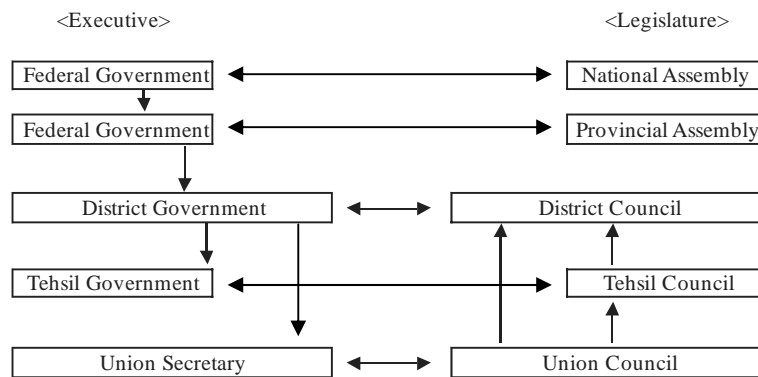 <Executive> <Legislature>
Federal Government National Assembly
Federal Government Provincial Assembly
District Government District Council
Tehsil Government Tehsil Council
Union Secretary Union Council